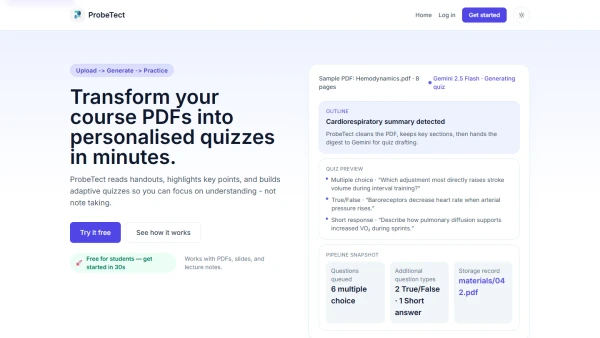 ProbeTect
Home
Log in
Get started
Upload -> Generate -> Practice
Transform your
course PDFs into
personalised quizzes
in minutes.
ProbeTect reads handouts, highlights key points, and builds
adaptive quizzes so you can focus on understanding - not
note taking.
Try it free
See how it works
Free for students — get
started in 30s
Works with PDFs, slides, and
lecture notes.
Sample PDF: Hemodynamics.pdf · 8
pages
Gemini 2.5 Flash · Generating
quiz
OUTLINE
Cardiorespiratory summary detected
ProbeTect cleans the PDF, keeps key sections, then hands the
digest to Gemini for quiz drafting.
QUIZ PREVIEW
Multiple choice · "Which adjustment most directly raises stroke
volume during interval training?"
True/False · "Baroreceptors decrease heart rate when arterial
pressure rises."
Short response · "Describe how pulmonary diffusion supports
increased VO₂ during sprints."
PIPELINE SNAPSHOT
Questions
queued
6 multiple
choice
Additional
question types
2 True/False
· 1 Short
answer
Storage record
materials/04
2.pdf